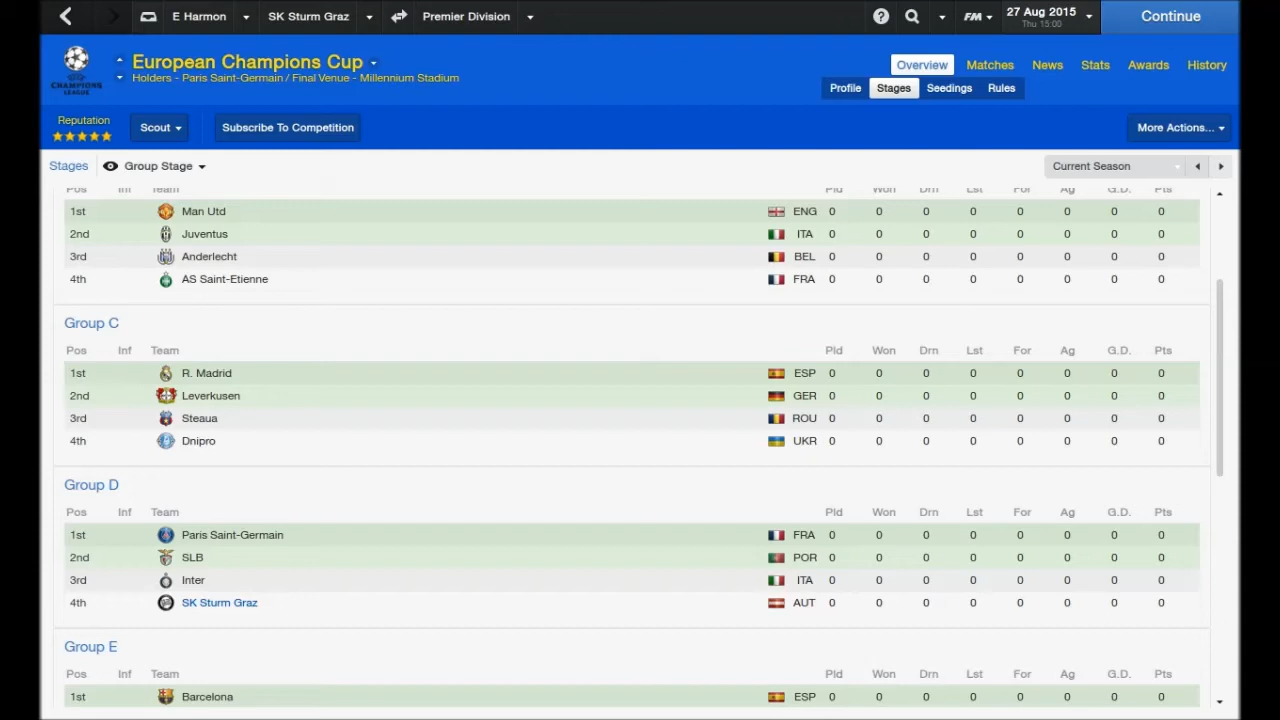 E Harmon SK Sturm Graz Premier Division FM 27 Aug 2015 Continue
Thu 15:00
European Champions Cup
Holders - Paris Saint-Germain / Final Venue - Millennium Stadium
CHAMPIONS
LEAGUE
Overview Matches News Stats Awards History
Profile Stages Seedings Rules
Reputation
Scout Subscribe To Competition More Actions...
Stages Group Stage Current Season
Pos Inf Team Pld Won Drn Lst For Ag G.D. Pts
1st Man Utd ENG 0 0 0 0 0 0 0 0
2nd Juventus ITA 0 0 0 0 0 0 0 0
3rd Anderlecht BEL 0 0 0 0 0 0 0 0
4th AS Saint-Etienne FRA 0 0 0 0 0 0 0 0
Group C
Pos Inf Team Pld Won Drn Lst For Ag G.D. Pts
1st R. Madrid ESP 0 0 0 0 0 0 0 0
2nd Leverkusen GER 0 0 0 0 0 0 0 0
3rd Steaua ROU 0 0 0 0 0 0 0 0
4th Dnipro UKR 0 0 0 0 0 0 0 0
Group D
Pos Inf Team Pld Won Drn Lst For Ag G.D. Pts
1st Paris Saint-Germain FRA 0 0 0 0 0 0 0 0
2nd SLB POR 0 0 0 0 0 0 0 0
3rd Inter ITA 0 0 0 0 0 0 0 0
4th SK Sturm Graz AUT 0 0 0 0 0 0 0 0
Group E
Pos Inf Team Pld Won Drn Lst For Ag G.D. Pts
1st Barcelona ESP 0 0 0 0 0 0 0 0